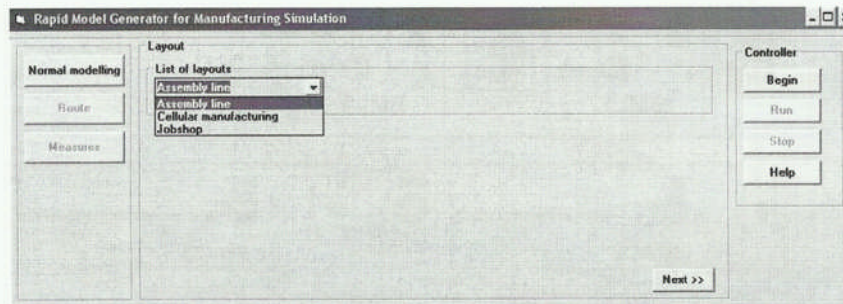 Rapid Model Generator for Manufacturing Simulation
Normal modelling
Route
Measures
Layout
List of layouts
Assembly line
Assembly line
Cellular manufacturing
Jobshop
Next >>
Controller
Begin
Run
Stop
Help